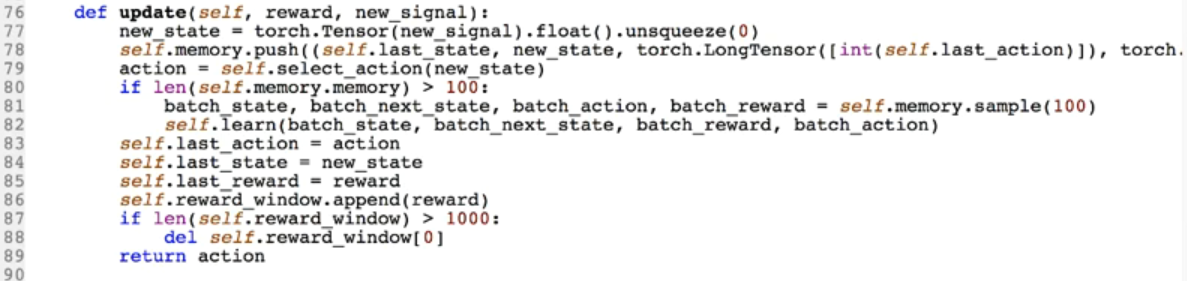 76 def update(self, reward, new_signal):
77 new_state = torch.Tensor(new_signal).float().unsqueeze(0)
78 self.memory.push((self.last_state, new_state, torch.LongTensor([int(self.last_action)]), torch.
79 action = self.select_action(new_state)
80 if len(self.memory.memory) > 100:
81 batch_state, batch_next_state, batch_action, batch_reward = self.memory.sample(100)
82 self.learn(batch_state, batch_next_state, batch_reward, batch_action)
83 self.last_action = action
84 self.last_state = new_state
85 self.last_reward = reward
86 self.reward_window.append(reward)
87 if len(self.reward_window) > 1000:
88 del self.reward_window[0]
89 return action
90